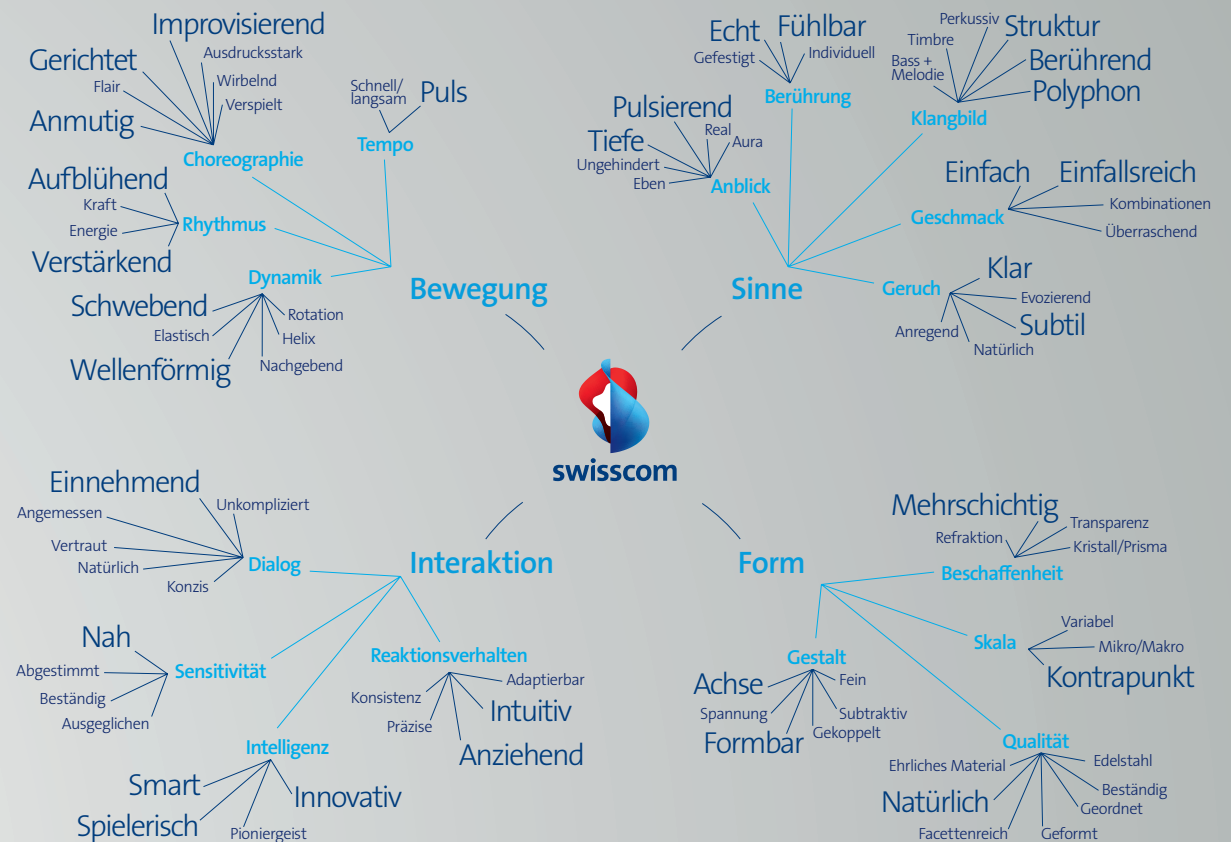 Improvisierend
Gerichtet
Ausdrucksstark
Flair
Wirbelnd
Verspielt
Anmutig
Choreographie
Schnell/
langsam
Puls
Tempo
Aufblühend
Kraft
Energie
Rhythmus
Verstärkend
Dynamik
Schwebend
Rotation
Elastisch
Helix
Wellenförmig
Nachgebend
Bewegung
Echt
Fühlbar
Gefestigt
Individuell
Berührung
Perkussiv
Struktur
Timbre
Bass +
Melodie
Berührend
Polyphon
Klangbild
Pulsierend
Tiefe
Real
Aura
Ungehindert
Eben
Anblick
Einfach
Einfallsreich
Kombinationen
Geschmack
Überraschend
Klar
Geruch
Evozierend
Anregend
Subtil
Natürlich
Sinne
swisscom
Einnehmend
Unkompliziert
Angemessen
Vertraut
Natürlich
Dialog
Konzis
Interaktion
Nah
Abgestimmt
Sensitivität
Beständig
Ausgeglichen
Reaktionsverhalten
Adaptierbar
Konsistenz
Intuitiv
Präzise
Anziehend
Intelligenz
Smart
Innovativ
Spielerisch
Pioniergeist
Form
Mehrschichtig
Transparenz
Refraktion
Kristall/Prisma
Beschaffenheit
Variabel
Skala
Mikro/Makro
Kontrapunkt
Gestalt
Achse
Fein
Spannung
Subtraktiv
Formbar
Gekoppelt
Qualität
Ehrliches Material
Edelstahl
Natürlich
Beständig
Geordnet
Facettenreich
Geformt